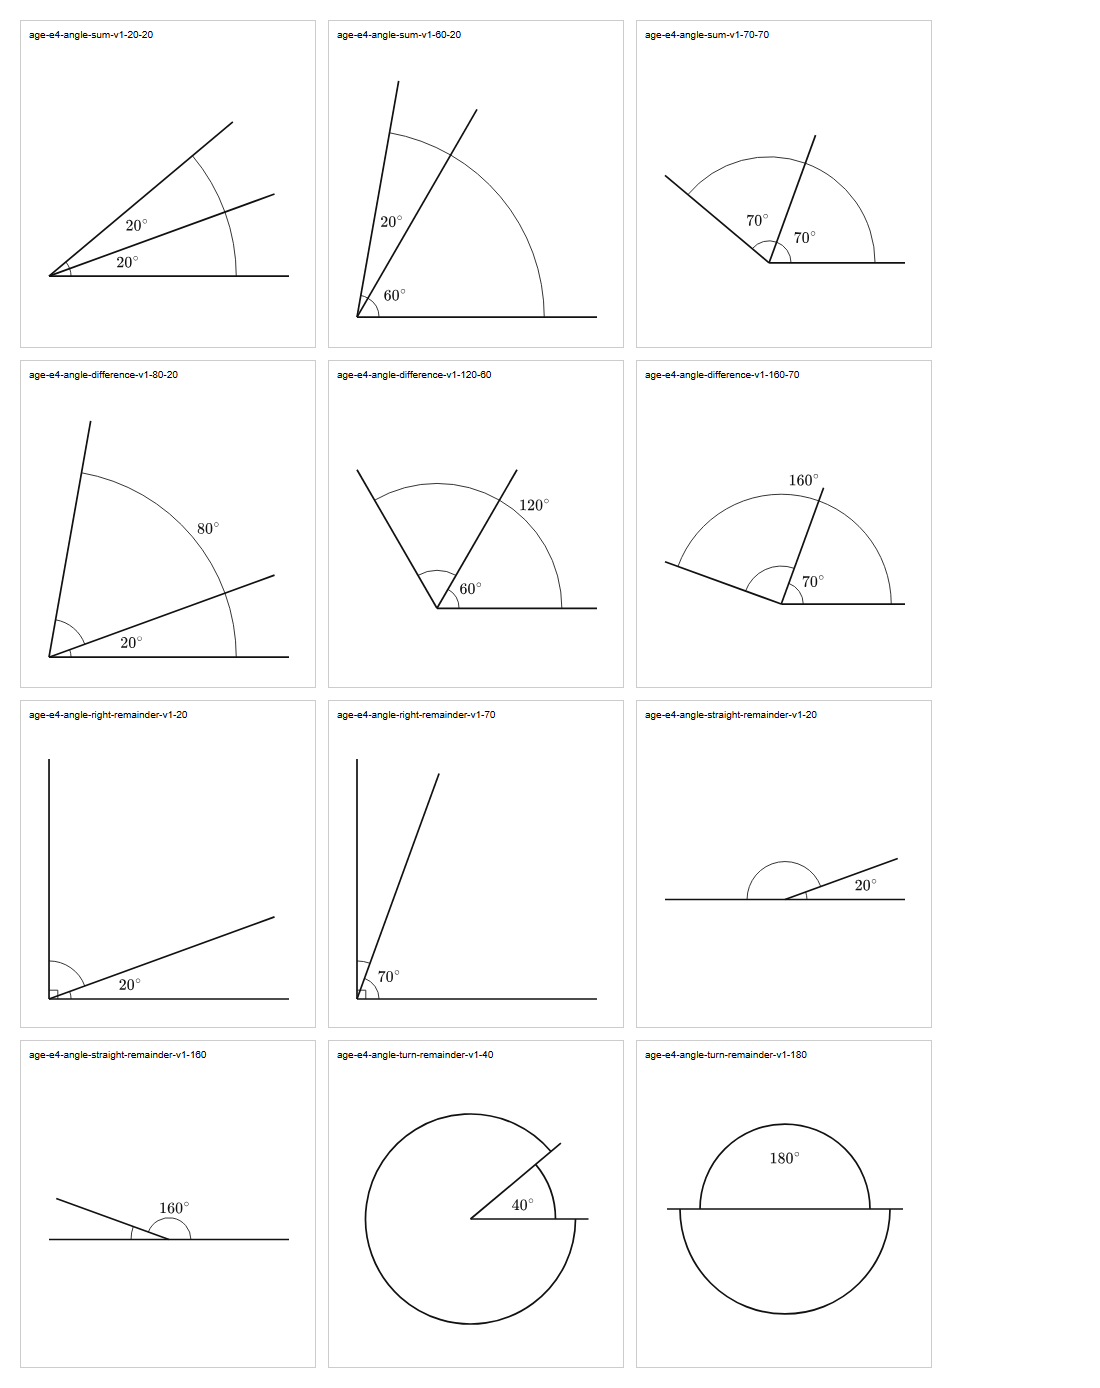 age-e4-angle-sum-v1-20-20
20°
20°
age-e4-angle-sum-v1-60-20
20°
60°
age-e4-angle-sum-v1-70-70
70°
70°
age-e4-angle-difference-v1-80-20
80°
20°
age-e4-angle-difference-v1-120-60
120°
60°
age-e4-angle-difference-v1-160-70
160°
70°
age-e4-angle-right-remainder-v1-20
20°
age-e4-angle-right-remainder-v1-70
70°
age-e4-angle-straight-remainder-v1-20
20°
age-e4-angle-straight-remainder-v1-160
160°
age-e4-angle-turn-remainder-v1-40
40°
age-e4-angle-turn-remainder-v1-180
180°